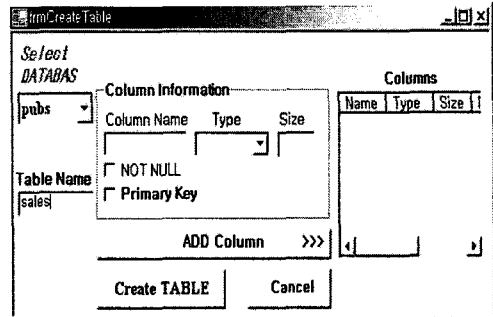 frmCreateTable
Select
DATABAS
pubs
Table Name
sales
Column Information
Column Name Type Size
NOT NULL
Primary Key
ADD Column >>>
Create TABLE Cancel
Columns
Name Type Size